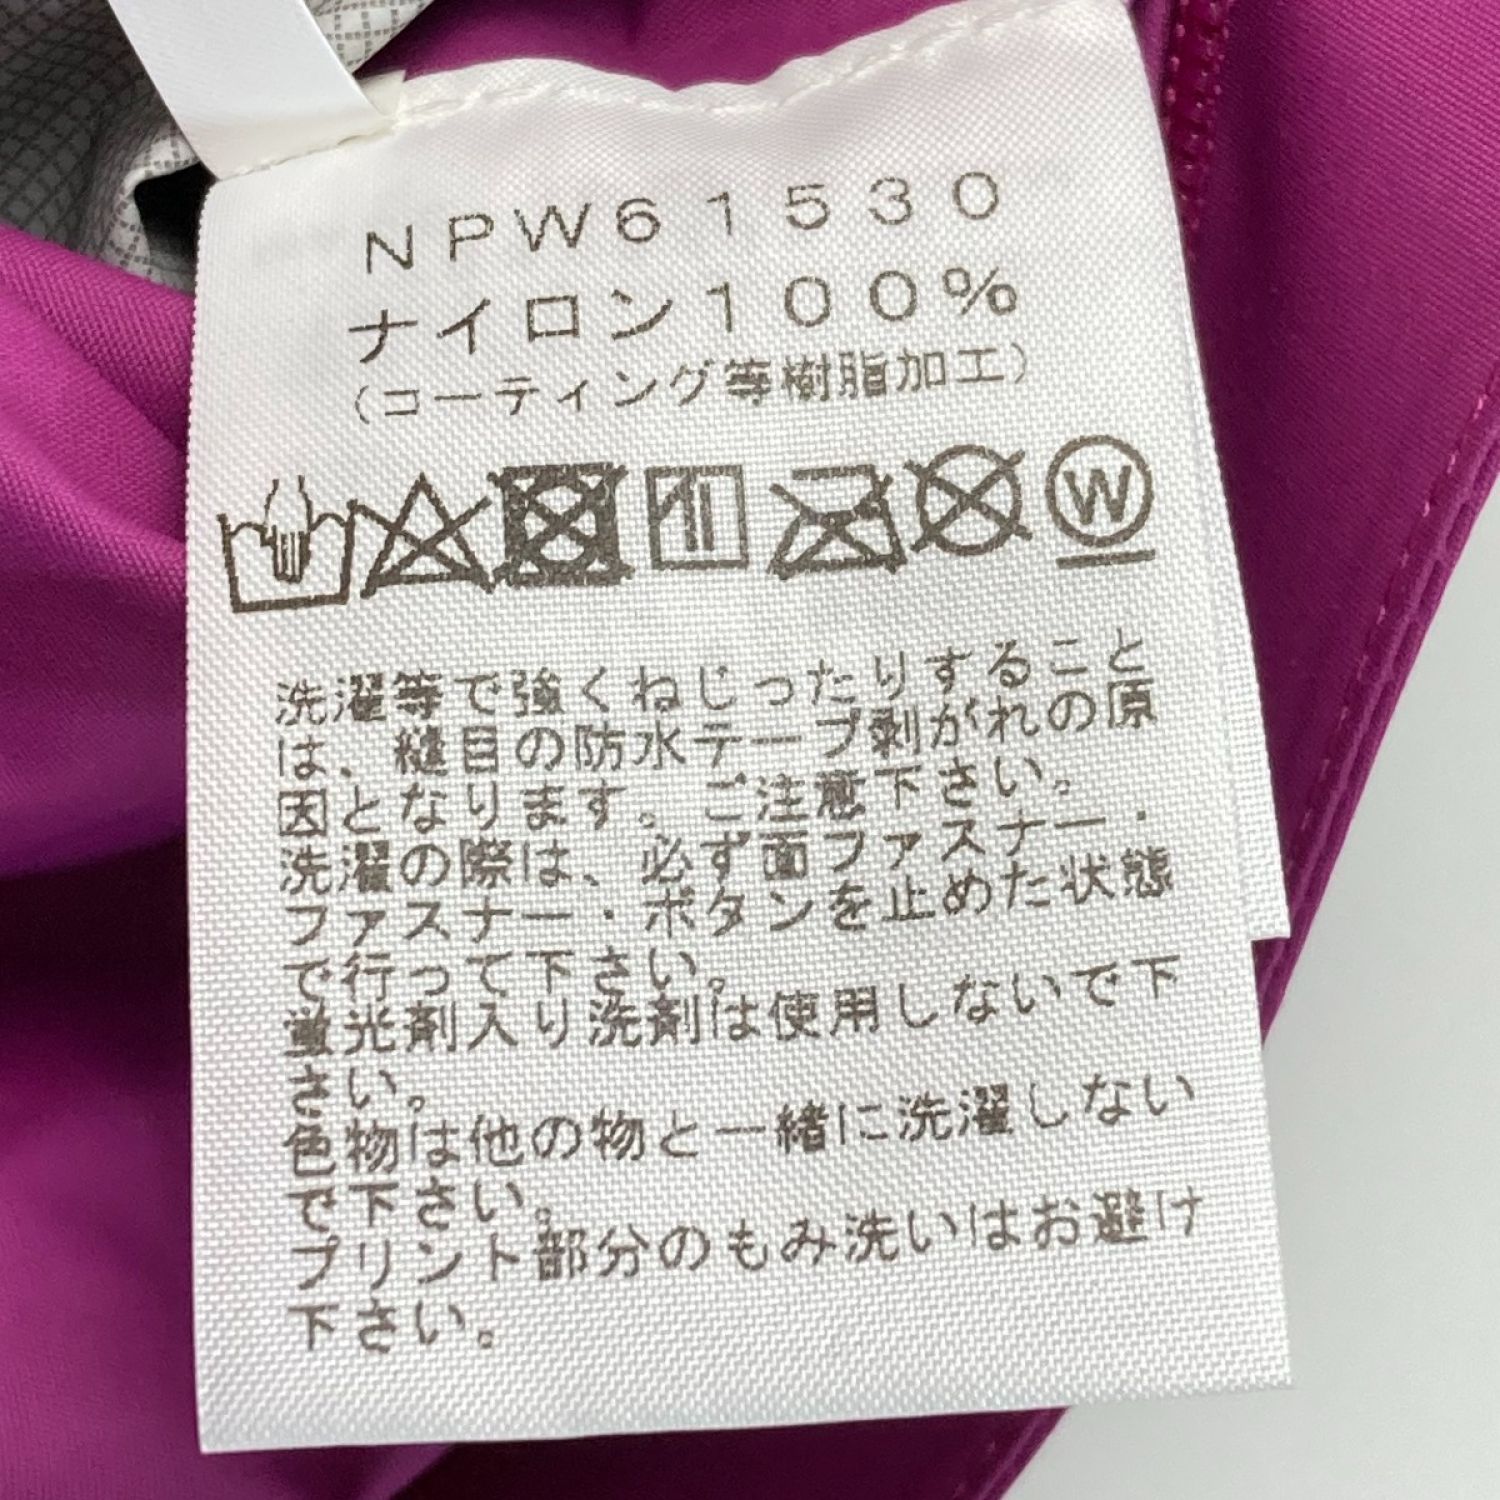 NPW61530
ナイロン100%
(コーティング等樹脂加工)
W
洗濯等で強くねじったりすること
は、縫目の防水テープ剥がれの原
因となります。ご注意下さい。
洗濯の際は、必ず面ファスナー・
ファスナー・ボタンを止めた状態
で行って下さい。
蛍光剤入り洗剤は使用しないで下
さい。
色物は他の物と一緒に洗濯しない
で下さい。
プリント部分のもみ洗いはお避け
下さい。